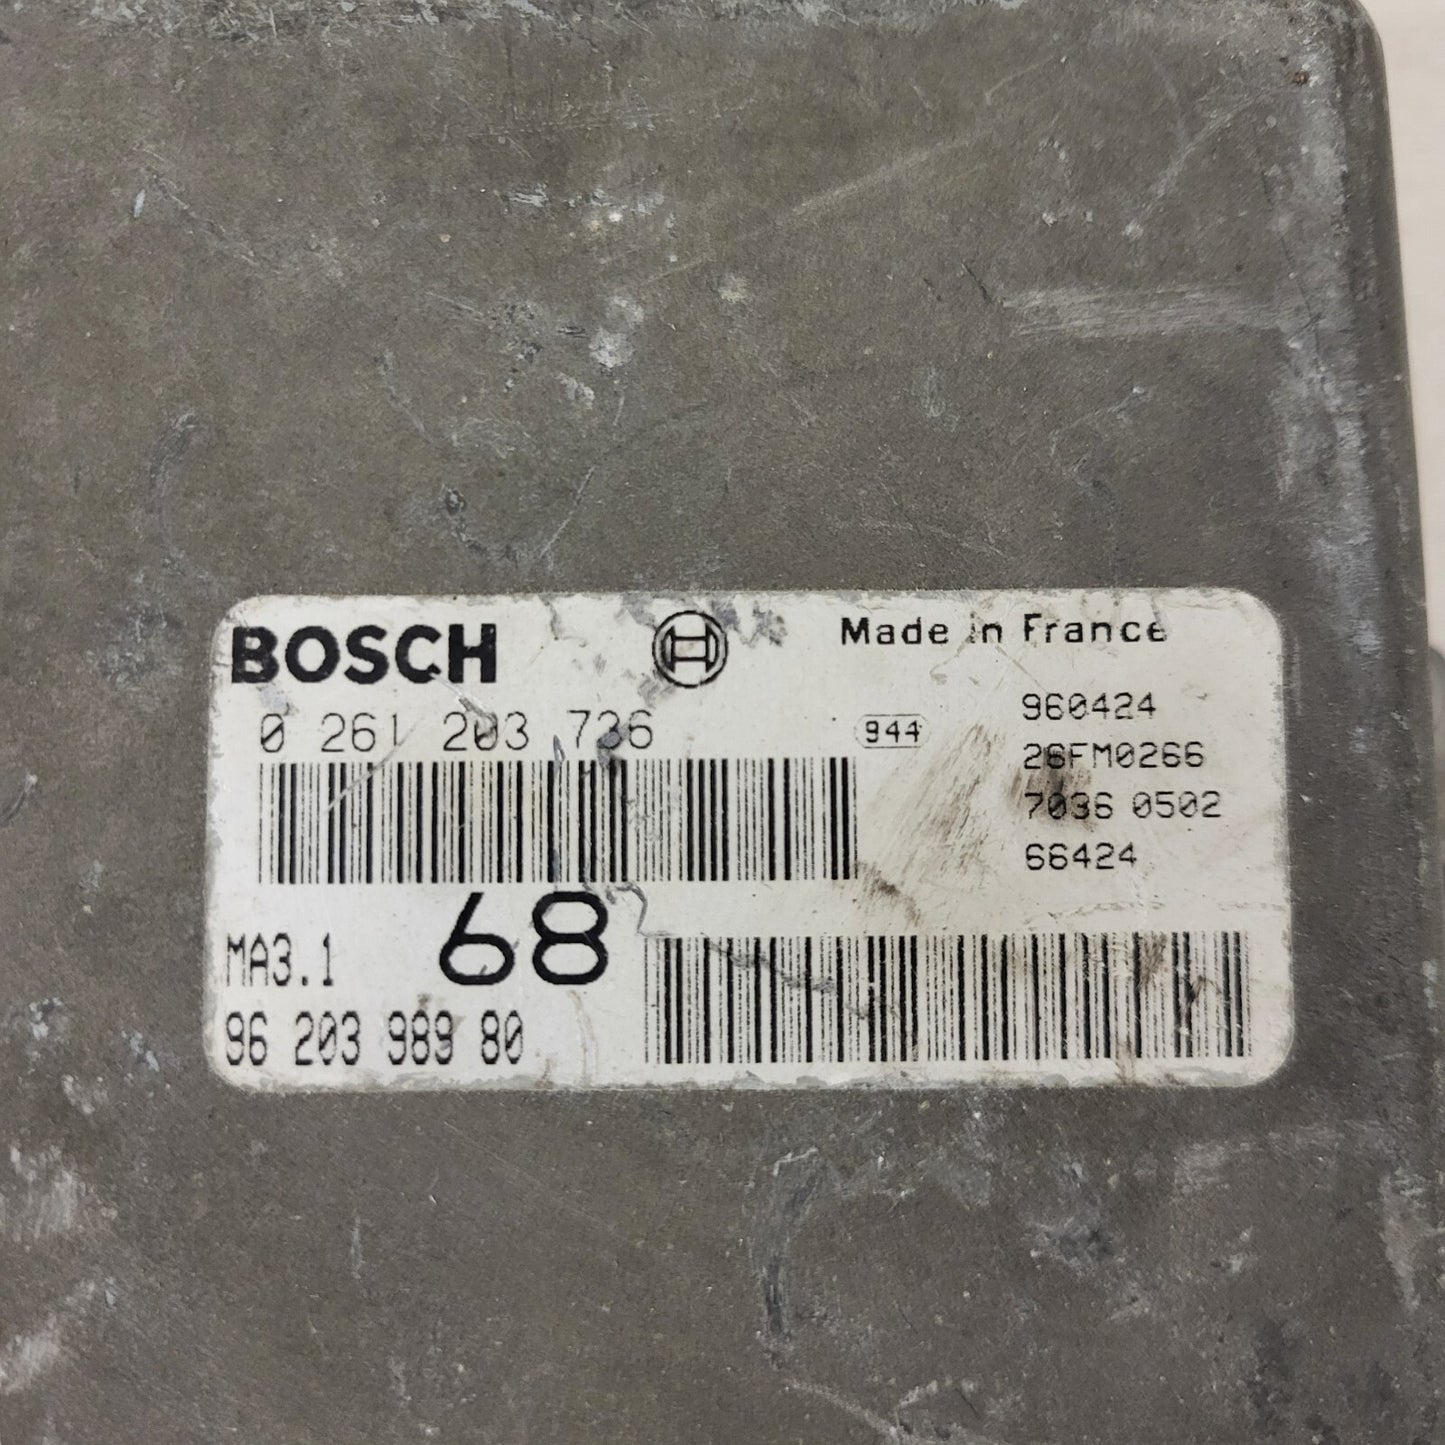 BOSCH
Made in France
0 261 203 736
944
960424
26FM0266
7036 0502
66424
MA3.1
68
96 203 989 80